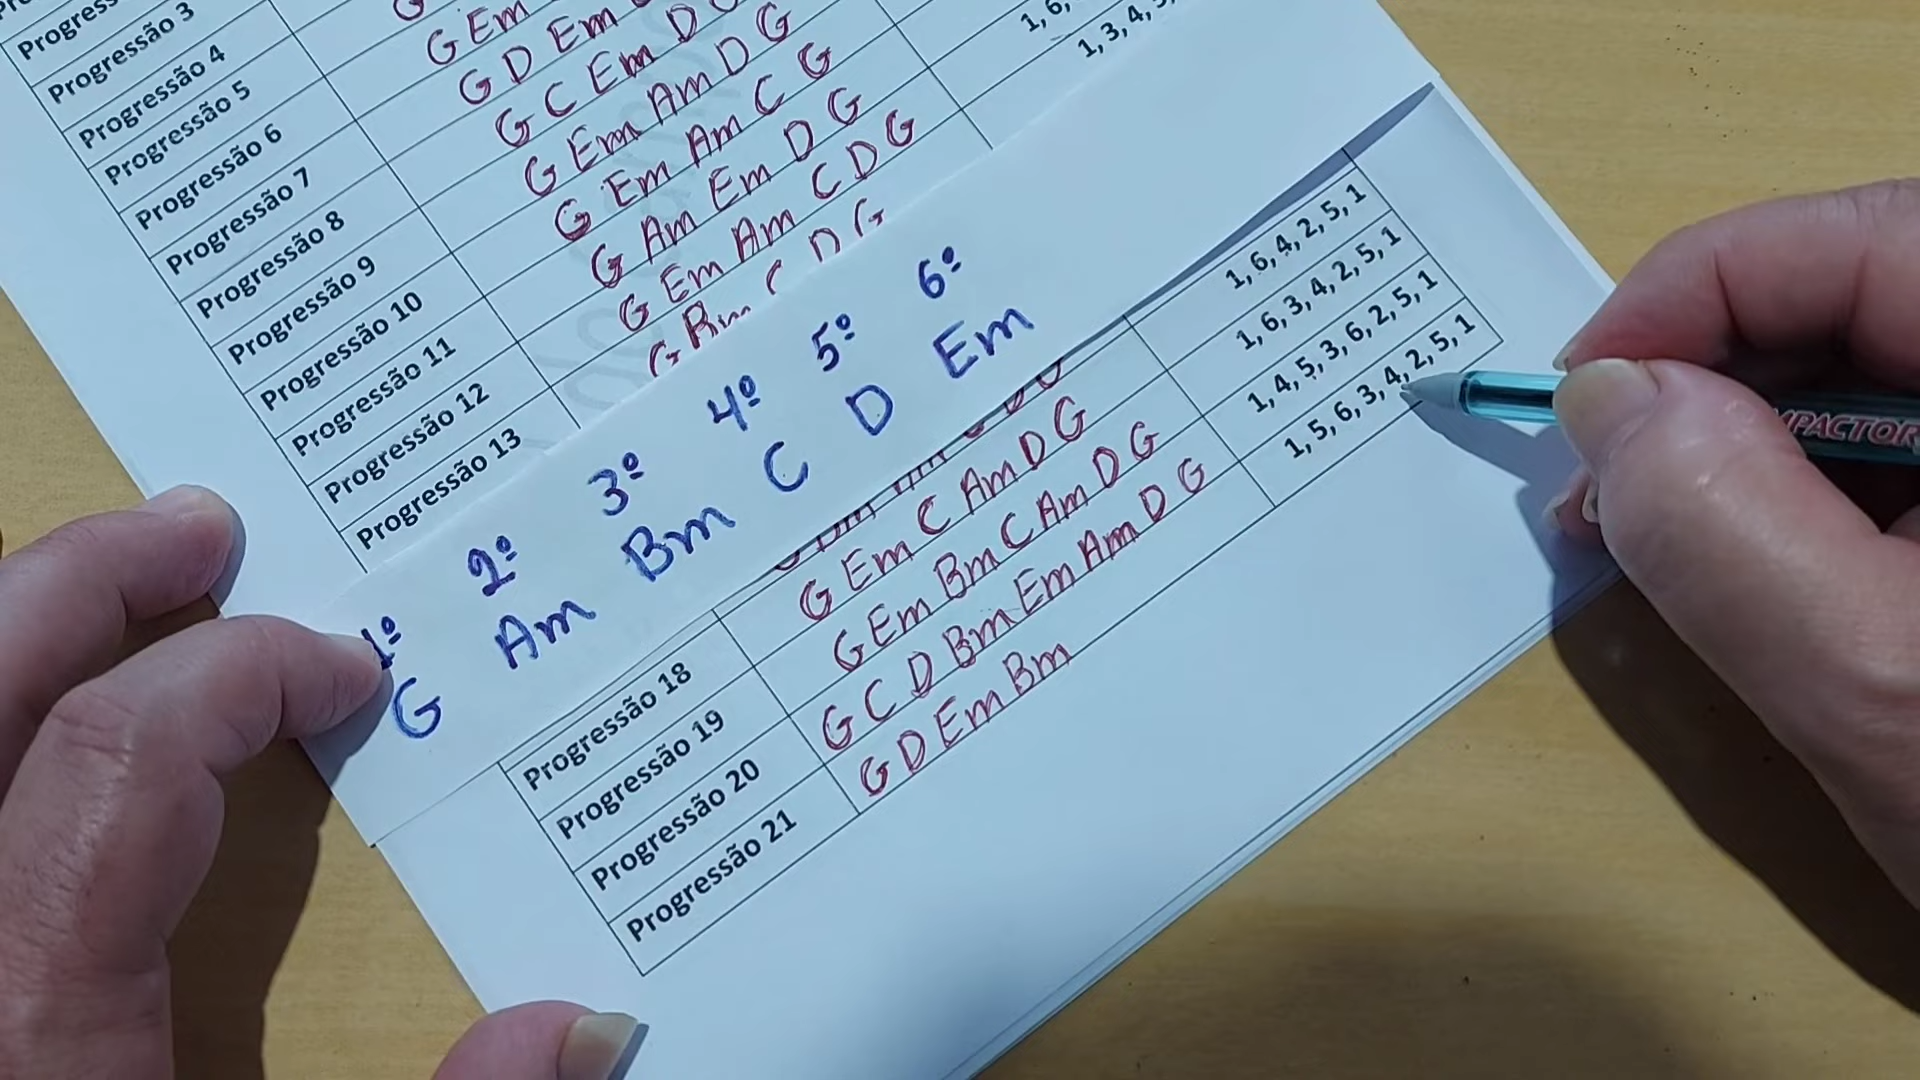 Progressão 3
Progressão 4
Progressão 5
Progressão 6
Progressão 7
Progressão 8
Progressão 9
Progressão 10
Progressão 11
Progressão 12
Progressão 13
G Em
G D Em
G C Em D
G Em Am D G
G Em Am C G
G Am Em D G
G Em Am C D G
G Bm C D G
1, 6,
1, 3, 4, 5,
1º 2º 3º 4º 5º 6º
G Am Bm C D Em
Progressão 18 G Em C Am D G 1, 6, 4, 2, 5, 1
Progressão 19 G Em Bm C Am D G 1, 6, 3, 4, 2, 5, 1
Progressão 20 G C D Bm Em Am D G 1, 4, 5, 3, 6, 2, 5, 1
Progressão 21 G D Em Bm 1, 5, 6, 3, 4, 2, 5, 1
MPACTOR